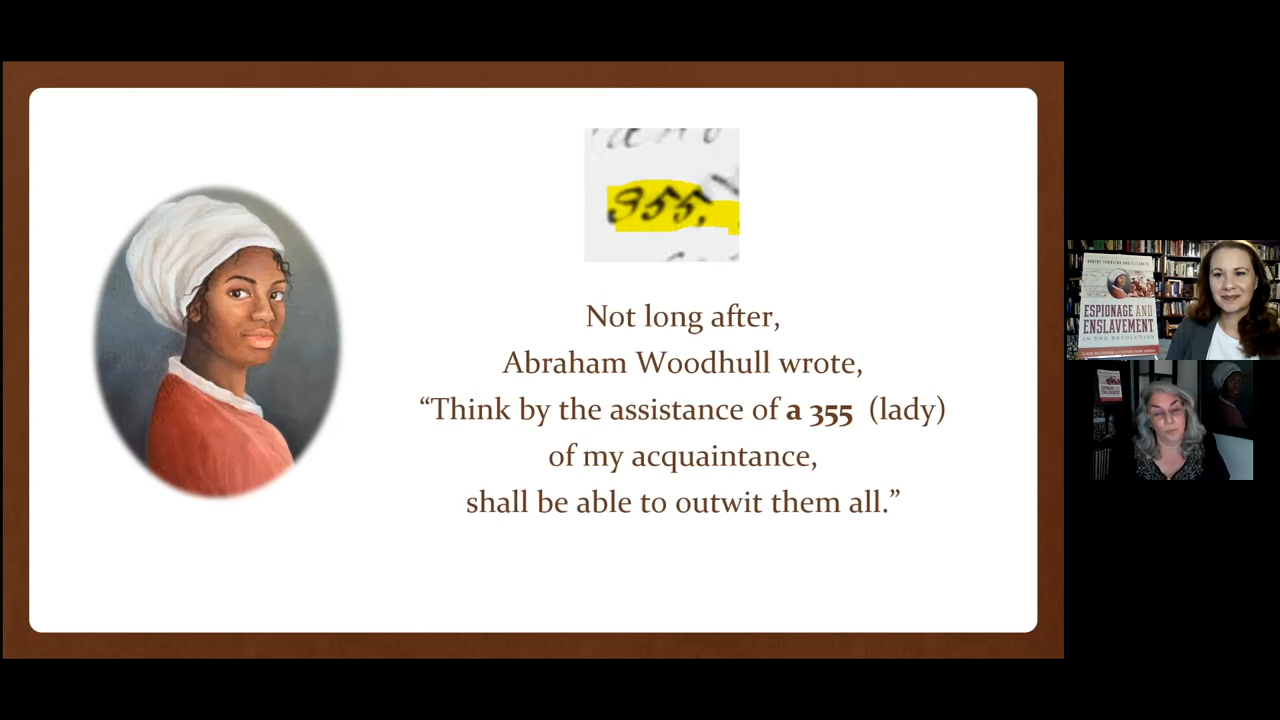 355,
Not long after,
Abraham Woodhull wrote,
“Think by the assistance of a 355 (lady)
of my acquaintance,
shall be able to outwit them all.”
ESPIONAGE AND
ENSLAVEMENT
IN THE REVOLUTION